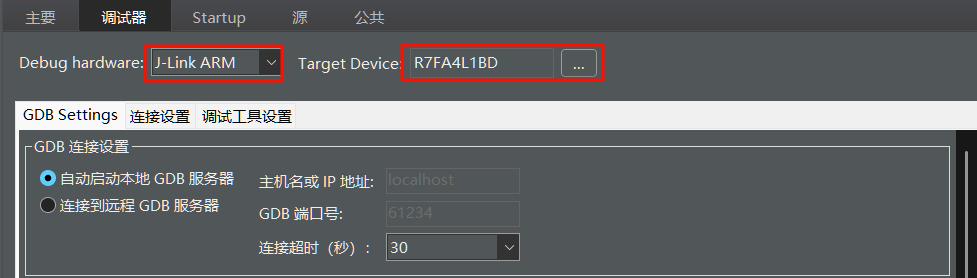 主要 调试器 Startup 源 公共
Debug hardware: J-Link ARM Target Device: R7FA4L1BD ...
GDB Settings 连接设置 调试工具设置
GDB 连接设置
自动启动本地 GDB 服务器 主机名或 IP 地址: localhost
连接到远程 GDB 服务器 GDB 端口号: 61234
连接超时（秒）: 30